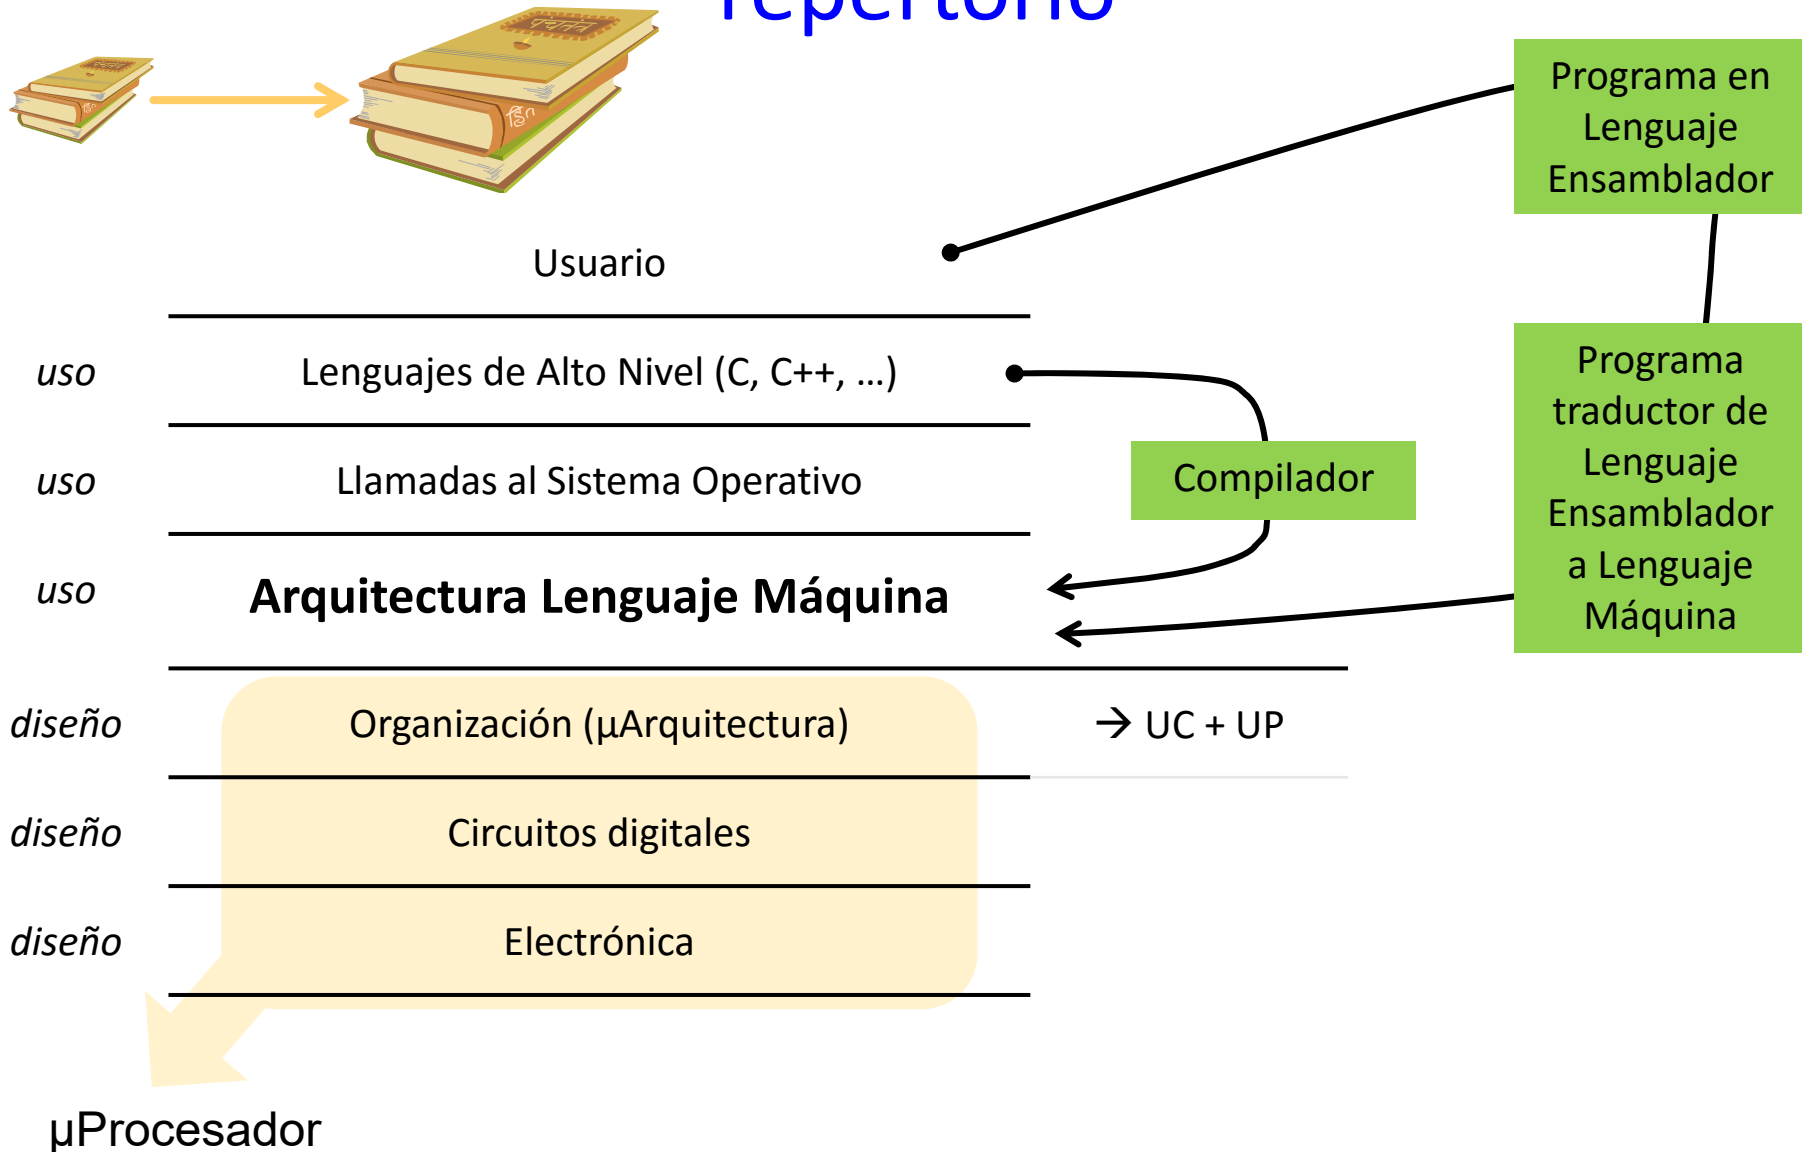 repertorio
Programa en
Lenguaje
Ensamblador
Usuario
uso
Lenguajes de Alto Nivel (C, C++, …)
uso
Llamadas al Sistema Operativo
Compilador
Programa
traductor de
Lenguaje
Ensamblador
a Lenguaje
Máquina
uso
Arquitectura Lenguaje Máquina
diseño
Organización (µArquitectura)
→ UC + UP
diseño
Circuitos digitales
diseño
Electrónica
µProcesador